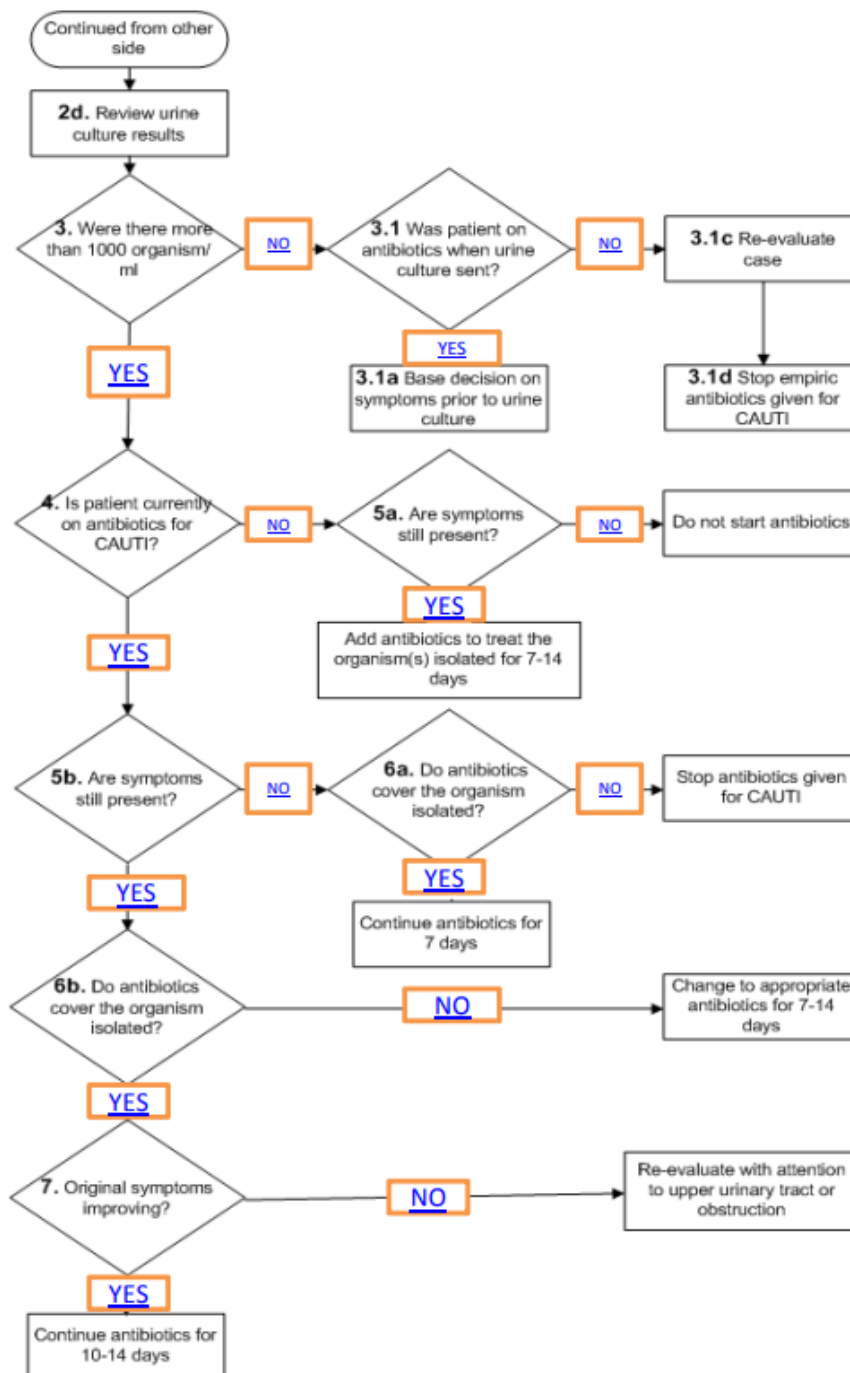 Continued from other
side
2d. Review urine
culture results
3. Were there more
than 1000 organism/
ml
NO
3.1 Was patient on
antibiotics when urine
culture sent?
NO
3.1c Re-evaluate
case
YES
YES
3.1a Base decision on
symptoms prior to urine
culture
3.1d Stop empiric
antibiotics given for
CAUTI
4. Is patient currently
on antibiotics for
CAUTI?
NO
5a. Are symptoms
still present?
NO
Do not start antibiotics
YES
YES
Add antibiotics to treat the
organism(s) isolated for 7-14
days
5b. Are symptoms
still present?
NO
6a. Do antibiotics
cover the organism
isolated?
NO
Stop antibiotics given
for CAUTI
YES
YES
Continue antibiotics for
7 days
6b. Do antibiotics
cover the organism
isolated?
NO
Change to appropriate
antibiotics for 7-14
days
YES
7. Original symptoms
improving?
NO
Re-evaluate with attention
to upper urinary tract or
obstruction
YES
Continue antibiotics for
10-14 days